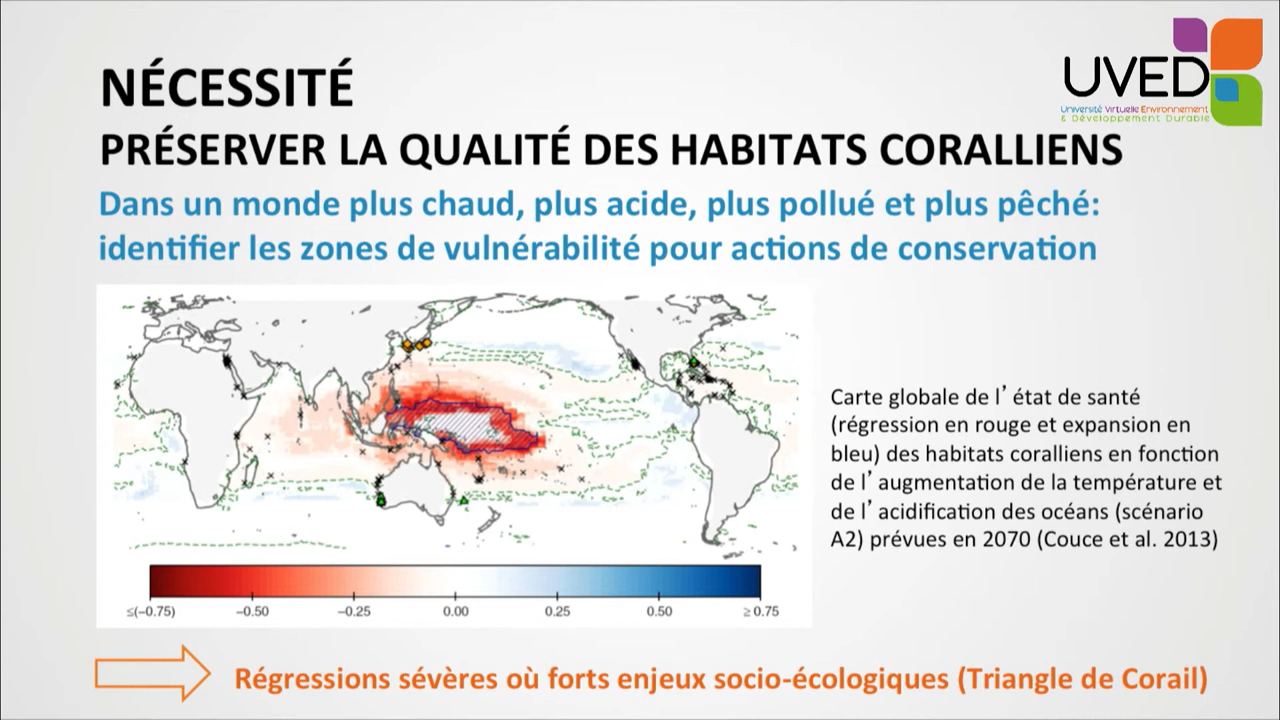 UVED
Université Virtuelle Environnement
& Développement Durable
NÉCESSITÉ
PRÉSERVER LA QUALITÉ DES HABITATS CORALLIENS
Dans un monde plus chaud, plus acide, plus pollué et plus pêché:
identifier les zones de vulnérabilité pour actions de conservation
Carte globale de l’ état de santé
(régression en rouge et expansion en
bleu) des habitats coralliens en fonction
de l’ augmentation de la température et
de l’ acidification des océans (scénario
A2) prévues en 2070 (Couce et al. 2013)
≤(−0.75) −0.50 −0.25 0.00 0.25 0.50 ≥ 0.75
Régressions sévères où forts enjeux socio-écologiques (Triangle de Corail)